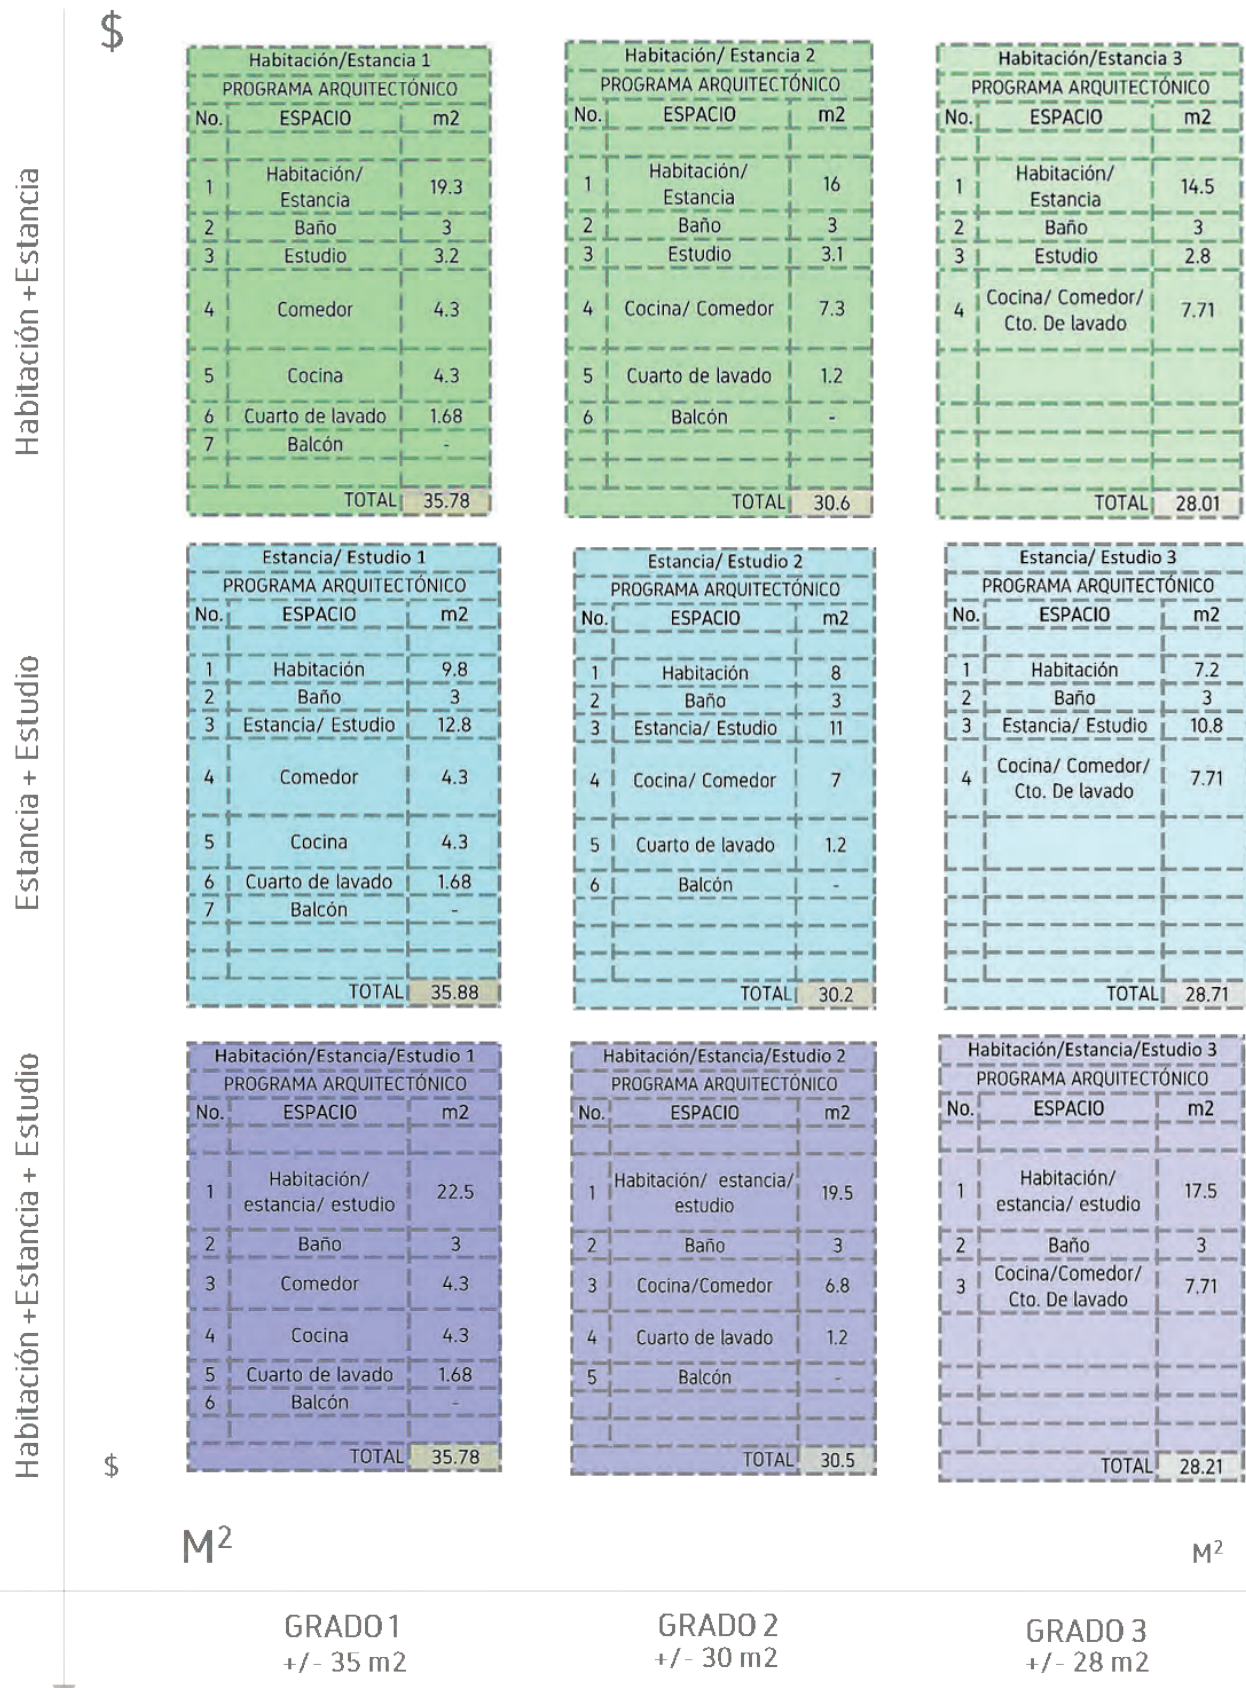 $
Habitación +Estancia
Habitación/Estancia 1
PROGRAMA ARQUITECTÓNICO
No. ESPACIO m2
1 Habitación/ Estancia 19.3
2 Baño 3
3 Estudio 3.2
4 Comedor 4.3
5 Cocina 4.3
6 Cuarto de lavado 1.68
7 Balcón -
TOTAL 35.78
Habitación/ Estancia 2
PROGRAMA ARQUITECTÓNICO
No. ESPACIO m2
1 Habitación/ Estancia 16
2 Baño 3
3 Estudio 3.1
4 Cocina/ Comedor 7.3
5 Cuarto de lavado 1.2
6 Balcón -
TOTAL 30.6
Habitación/Estancia 3
PROGRAMA ARQUITECTÓNICO
No. ESPACIO m2
1 Habitación/ Estancia 14.5
2 Baño 3
3 Estudio 2.8
4 Cocina/ Comedor/ Cto. De lavado 7.71
TOTAL 28.01
Estancia + Estudio
Estancia/ Estudio 1
PROGRAMA ARQUITECTÓNICO
No. ESPACIO m2
1 Habitación 9.8
2 Baño 3
3 Estancia/ Estudio 12.8
4 Comedor 4.3
5 Cocina 4.3
6 Cuarto de lavado 1.68
7 Balcón -
TOTAL 35.88
Estancia/ Estudio 2
PROGRAMA ARQUITECTÓNICO
No. ESPACIO m2
1 Habitación 8
2 Baño 3
3 Estancia/ Estudio 11
4 Cocina/ Comedor 7
5 Cuarto de lavado 1.2
6 Balcón -
TOTAL 30.2
Estancia/ Estudio 3
PROGRAMA ARQUITECTÓNICO
No. ESPACIO m2
1 Habitación 7.2
2 Baño 3
3 Estancia/ Estudio 10.8
4 Cocina/ Comedor/ Cto. De lavado 7.71
TOTAL 28.71
Habitación +Estancia + Estudio
Habitación/Estancia/Estudio 1
PROGRAMA ARQUITECTÓNICO
No. ESPACIO m2
1 Habitación/ estancia/ estudio 22.5
2 Baño 3
3 Comedor 4.3
4 Cocina 4.3
5 Cuarto de lavado 1.68
6 Balcón -
TOTAL 35.78
Habitación/Estancia/Estudio 2
PROGRAMA ARQUITECTÓNICO
No. ESPACIO m2
1 Habitación/ estancia/ estudio 19.5
2 Baño 3
3 Cocina/Comedor 6.8
4 Cuarto de lavado 1.2
5 Balcón -
TOTAL 30.5
Habitación/Estancia/Estudio 3
PROGRAMA ARQUITECTÓNICO
No. ESPACIO m2
1 Habitación/ estancia/ estudio 17.5
2 Baño 3
3 Cocina/Comedor/ Cto. De lavado 7.71
TOTAL 28.21
$
M²
M²
GRADO 1
+/- 35 m2
GRADO 2
+/- 30 m2
GRADO 3
+/- 28 m2